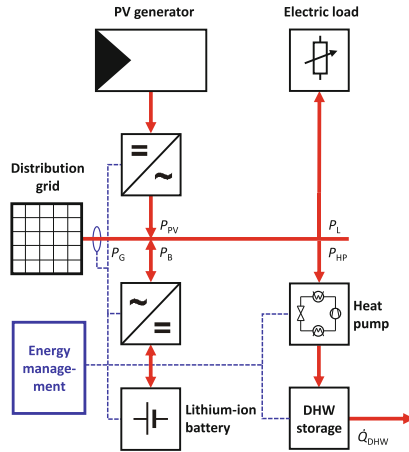 PV generator
Electric load
=
~
Distribution
grid
P_PV
P_L
P_G
P_B
P_HP
~
=
Heat
pump
Energy
manage-
ment
Lithium-ion
battery
DHW
storage
Q̇_DHW